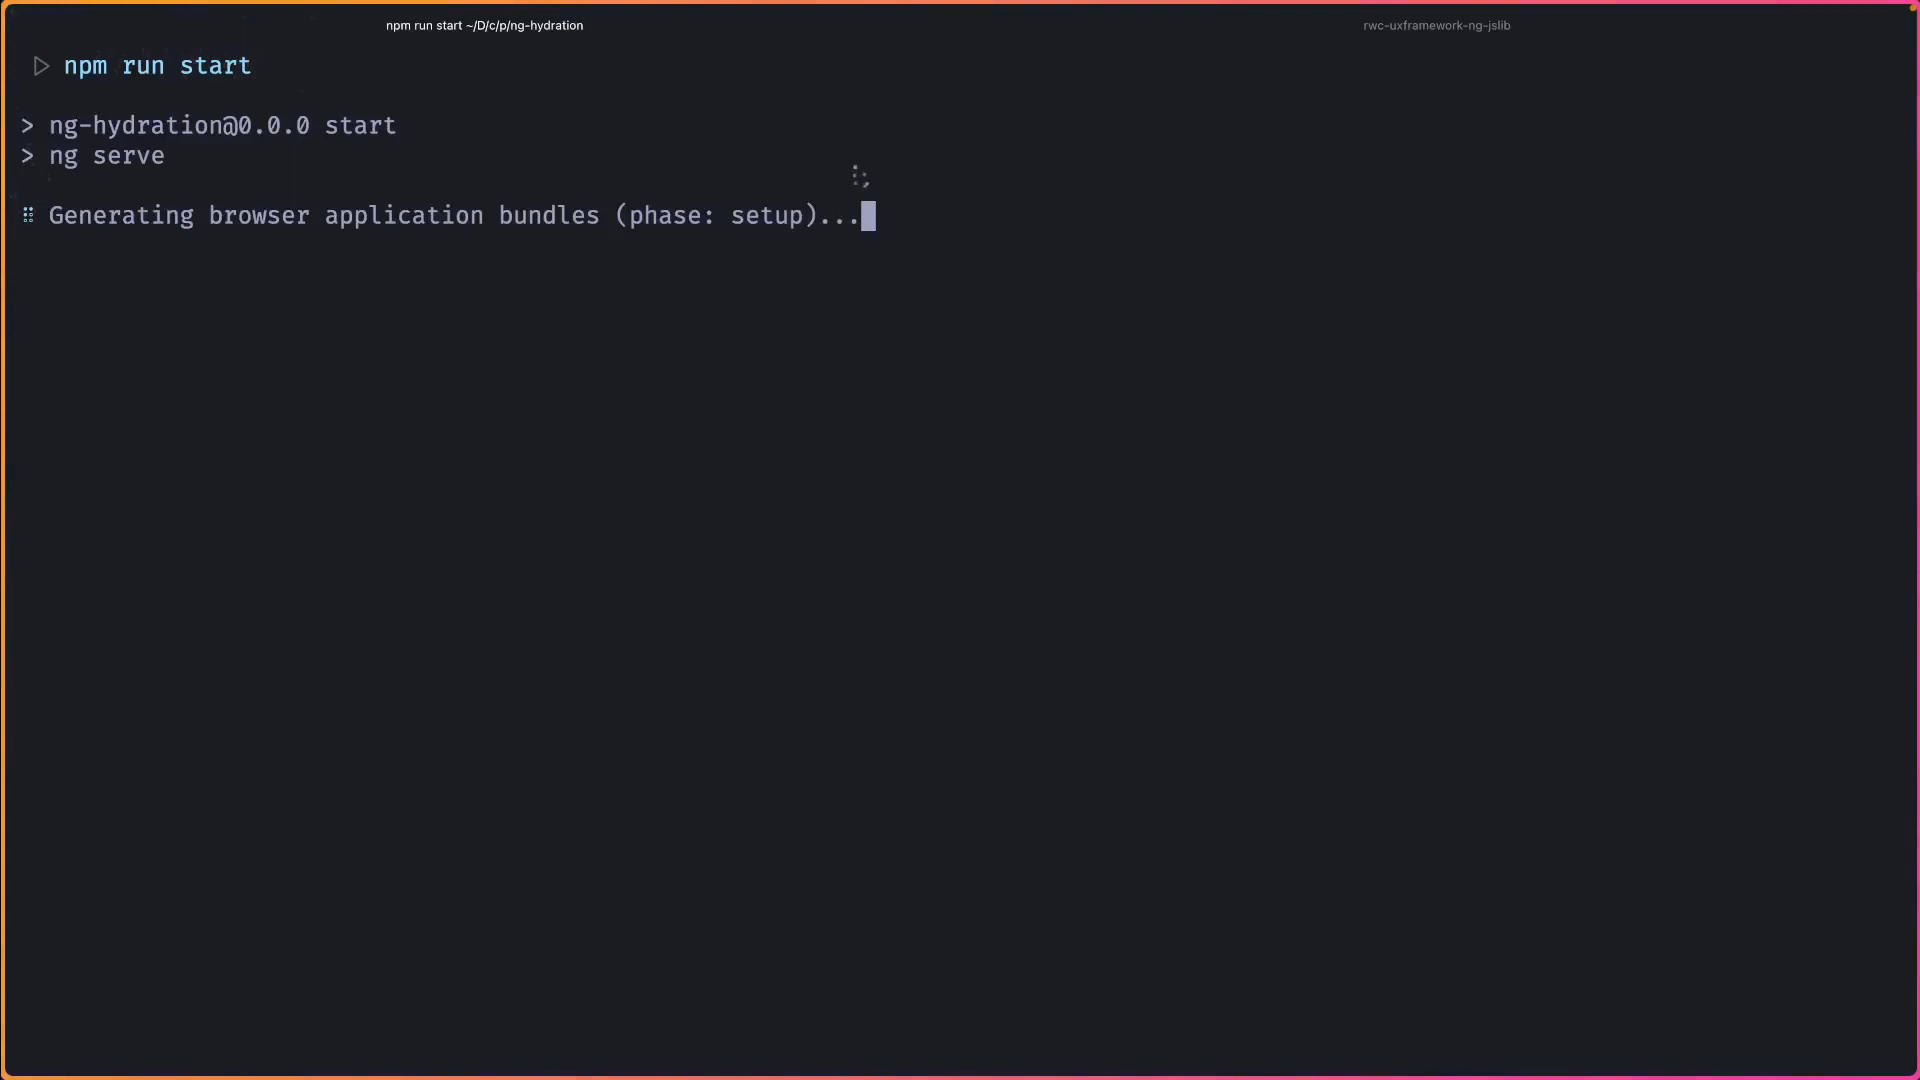 npm run start ~/D/c/p/ng-hydration
rwc-uxframework-ng-jslib
▷ npm run start
> ng-hydration@0.0.0 start
> ng serve
⠿ Generating browser application bundles (phase: setup)...